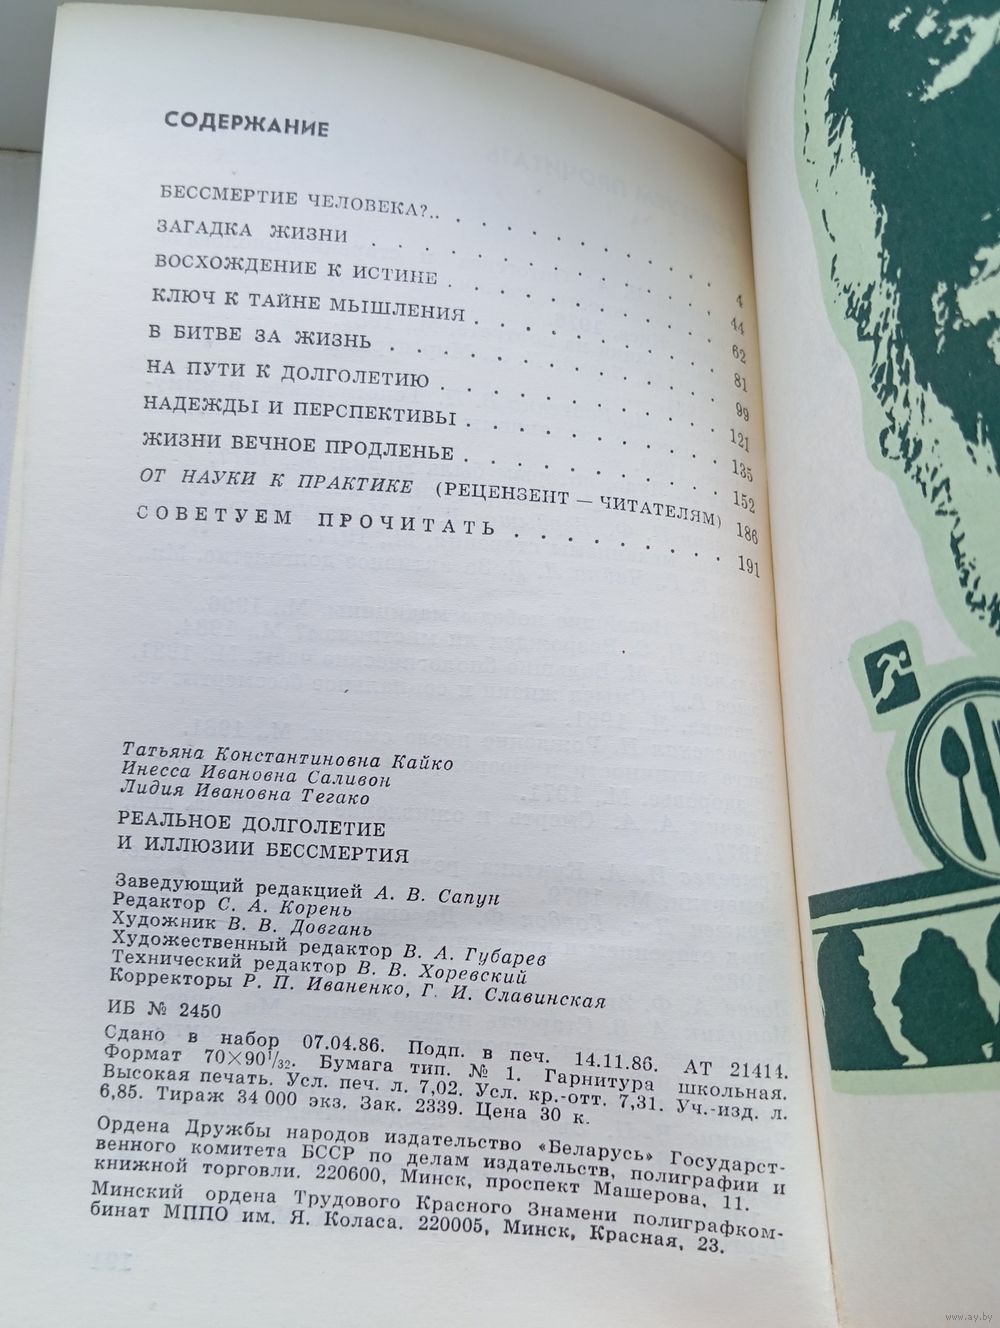 СОДЕРЖАНИЕ
БЕССМЕРТИЕ ЧЕЛОВЕКА?.. . . . . . . . . . . 4
ЗАГАДКА ЖИЗНИ . . . . . . . . . . . . . 44
ВОСХОЖДЕНИЕ К ИСТИНЕ . . . . . . . . . . 62
КЛЮЧ К ТАЙНЕ МЫШЛЕНИЯ . . . . . . . . . 81
В БИТВЕ ЗА ЖИЗНЬ . . . . . . . . . . . . 99
НА ПУТИ К ДОЛГОЛЕТИЮ . . . . . . . . . . 121
НАДЕЖДЫ И ПЕРСПЕКТИВЫ . . . . . . . . . 135
ЖИЗНИ ВЕЧНОЕ ПРОДЛЕНЬЕ . . . . . . . . . 152
ОТ НАУКИ К ПРАКТИКЕ (РЕЦЕНЗЕНТ — ЧИТАТЕЛЯМ) 186
СОВЕТУЕМ ПРОЧИТАТЬ . . . . . . . . . 191
Татьяна Константиновна Кайко
Инесса Ивановна Саливон
Лидия Ивановна Тегако
РЕАЛЬНОЕ ДОЛГОЛЕТИЕ
И ИЛЛЮЗИИ БЕССМЕРТИЯ
Заведующий редакцией А. В. Сапун
Редактор С. А. Корень
Художник В. В. Довгань
Художественный редактор В. А. Губарев
Технический редактор В. В. Хоревский
Корректоры Р. П. Иваненко, Г. И. Славинская
ИБ № 2450
Сдано в набор 07.04.86. Подп. в печ. 14.11.86. АТ 21414.
Формат 70×90 1/32. Бумага тип. № 1. Гарнитура школьная.
Высокая печать. Усл. печ. л. 7,02. Усл. кр.-отт. 7,31. Уч.-изд. л.
6,85. Тираж 34 000 экз. Зак. 2339. Цена 30 к.
Ордена Дружбы народов издательство «Беларусь» Государст-
венного комитета БССР по делам издательств, полиграфии и
книжной торговли. 220600, Минск, проспект Машерова, 11.
Минский ордена Трудового Красного Знамени полиграфком-
бинат МППО им. Я. Коласа. 220005, Минск, Красная, 23.
www.ay.by